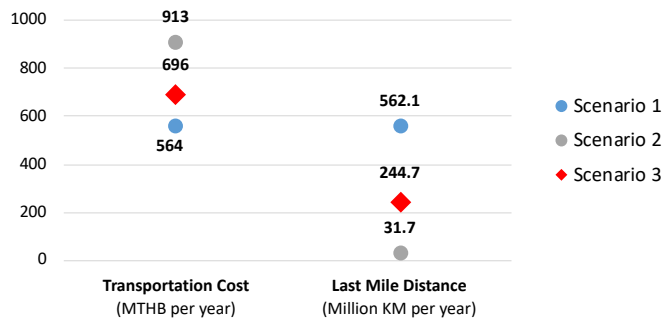 1000
800
600
400
200
0
913
696
564
562.1
244.7
31.7
Transportation Cost
(MTHB per year)
Last Mile Distance
(Million KM per year)
Scenario 1
Scenario 2
Scenario 3